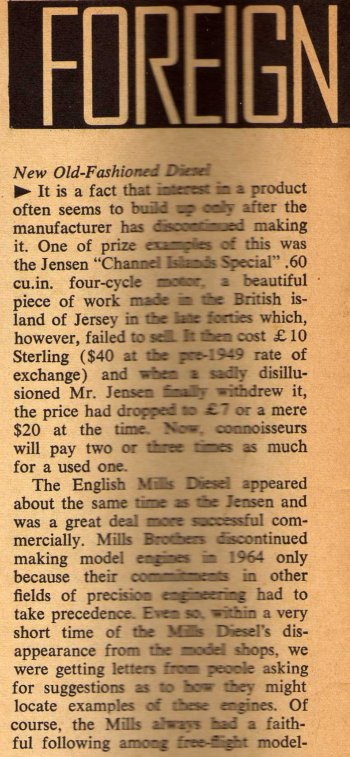 FOREIGN
New Old-Fashioned Diesel
► It is a fact that interest in a product
often seems to build up only after the
manufacturer has discontinued making
it. One of prize examples of this was
the Jensen "Channel Islands Special" .60
cu.in. four-cycle motor, a beautiful
piece of work made in the British is-
land of Jersey in the late forties which,
however, failed to sell. It then cost £10
Sterling ($40 at the pre-1949 rate of
exchange) and when a sadly disillu-
sioned Mr. Jensen finally withdrew it,
the price had dropped to £7 or a mere
$20 at the time. Now, connoisseurs
will pay two or three times as much
for a used one.
The English Mills Diesel appeared
about the same time as the Jensen and
was a great deal more successful com-
mercially. Mills Brothers discontinued
making model engines in 1964 only
because their commitments in other
fields of precision engineering had to
take precedence. Even so, within a very
short time of the Mills Diesel's dis-
appearance from the model shops, we
were getting letters from people asking
for suggestions as to how they might
locate examples of these engines. Of
course, the Mills always had a faith-
ful following among free-flight model-